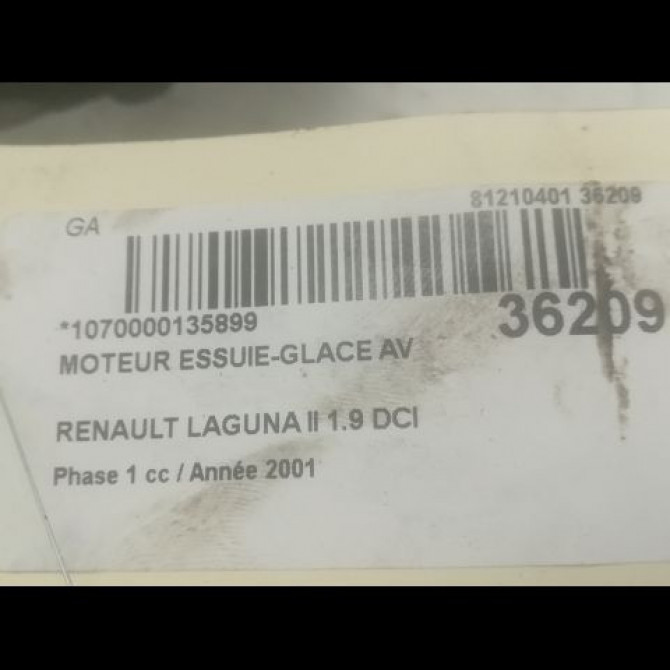 81210401 36209
GA
*1070000135899
36209
MOTEUR ESSUIE-GLACE AV
RENAULT LAGUNA II 1.9 DCI
Phase 1 cc / Année 2001